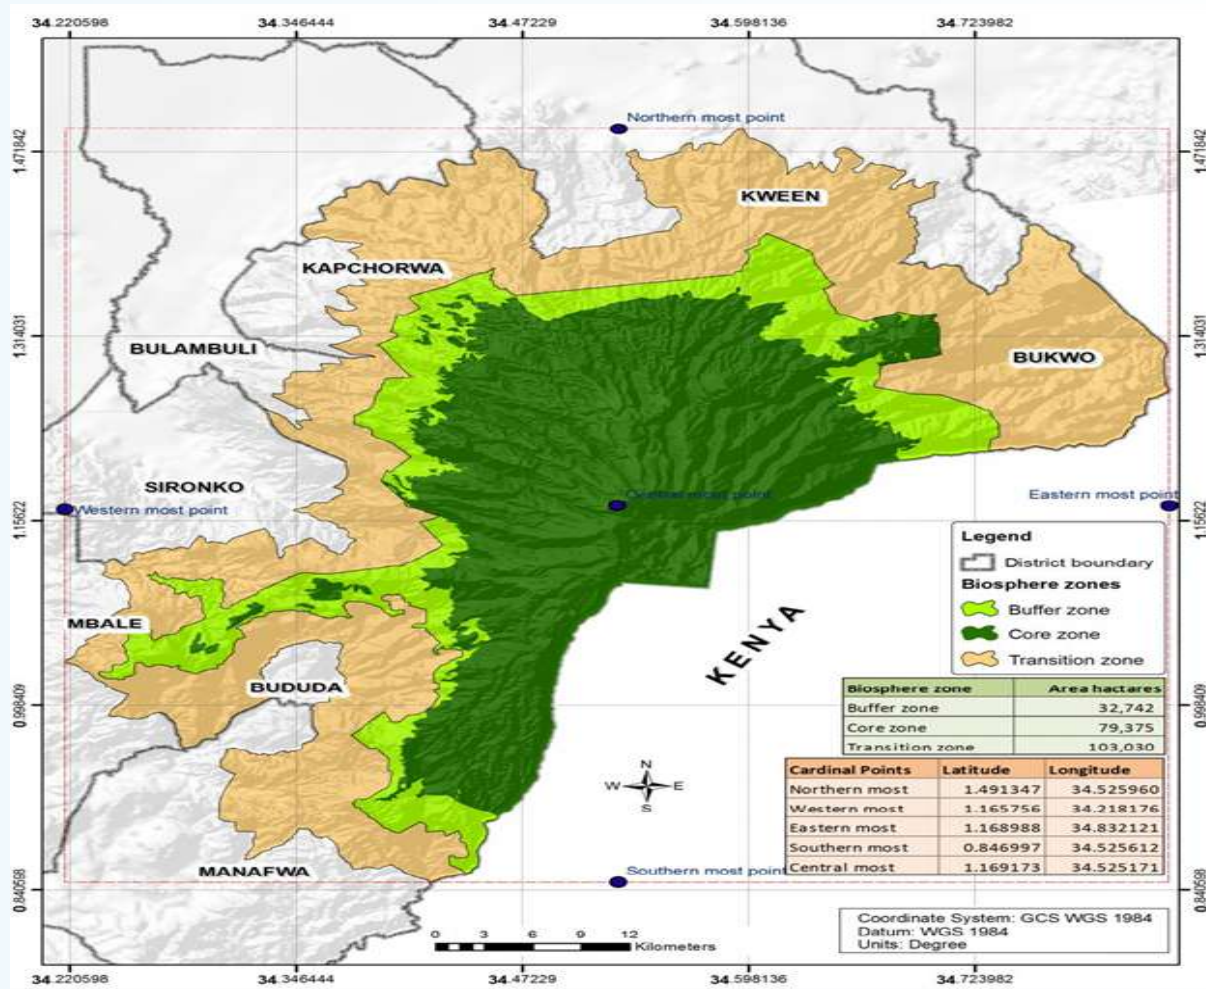 34.220598 34.346444 34.47229 34.598136 34.723982
Northern most point
1.471842 1.471842
KWEEN
KAPCHORWA
1.314031 1.314031
BULAMBULI
BUKWO
SIRONKO
Central most point
Eastern most point
Western most point
1.15622 1.15622
Legend
District boundary
Biosphere zones
Buffer zone
Core zone
Transition zone
MBALE
KENYA
BUDUDA
0.998409 0.998409
Biosphere zone Area hactares
Buffer zone 32,742
Core zone 79,375
Transition zone 103,030
N
W E
S
Cardinal Points Latitude Longitude
Northern most 1.491347 34.525960
Western most 1.165756 34.218176
Eastern most 1.168988 34.832121
Southern most 0.846997 34.525612
Central most 1.169173 34.525171
MANAFWA
Southern most point
0.840598 0.840598
Coordinate System: GCS WGS 1984
Datum: WGS 1984
Units: Degree
0 3 6 9 12
Kilometers
34.220598 34.346444 34.47229 34.598136 34.723982